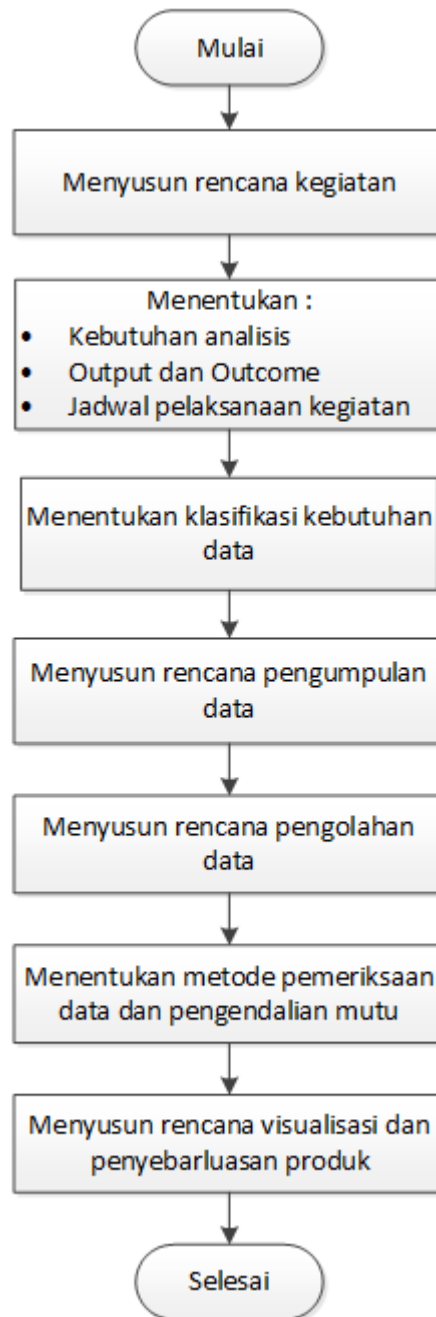 Mulai
Menyusun rencana kegiatan
Menentukan :
• Kebutuhan analisis
• Output dan Outcome
• Jadwal pelaksanaan kegiatan
Menentukan klasifikasi kebutuhan
data
Menyusun rencana pengumpulan
data
Menyusun rencana pengolahan
data
Menentukan metode pemeriksaan
data dan pengendalian mutu
Menyusun rencana visualisasi dan
penyebarluasan produk
Selesai